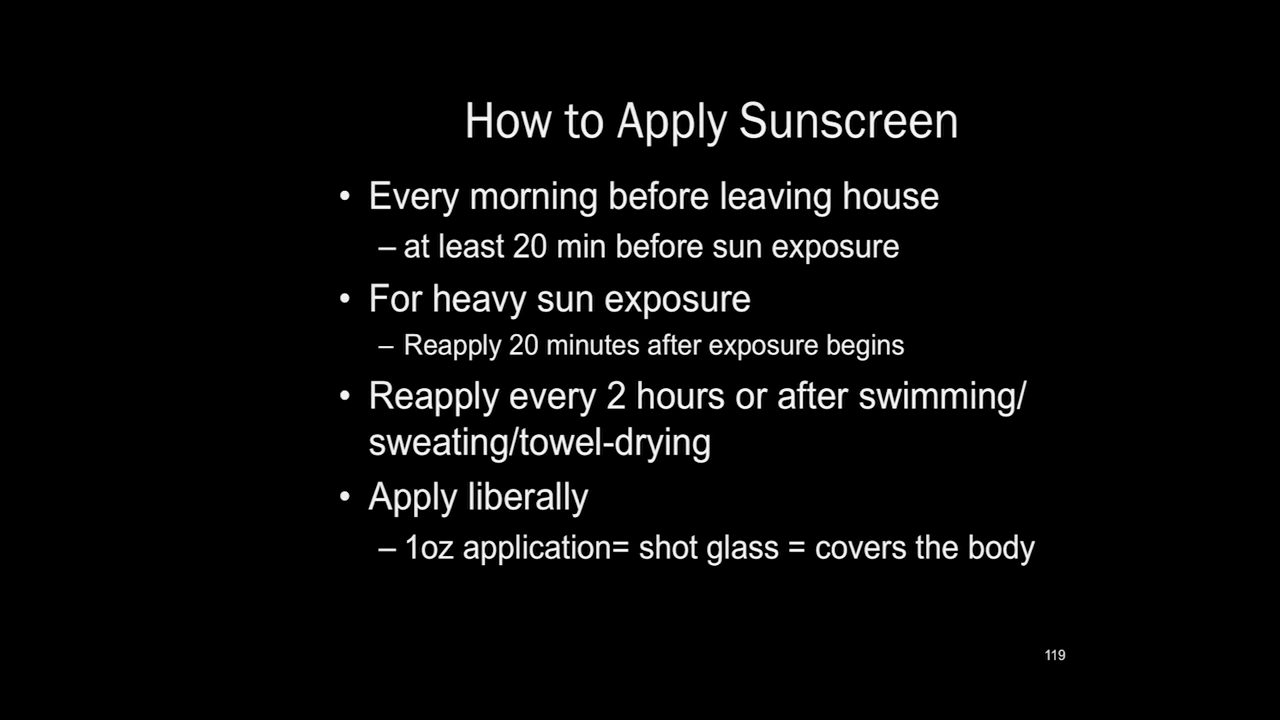 How to Apply Sunscreen
• Every morning before leaving house
– at least 20 min before sun exposure
• For heavy sun exposure
– Reapply 20 minutes after exposure begins
• Reapply every 2 hours or after swimming/
sweating/towel-drying
• Apply liberally
– 1oz application= shot glass = covers the body
119